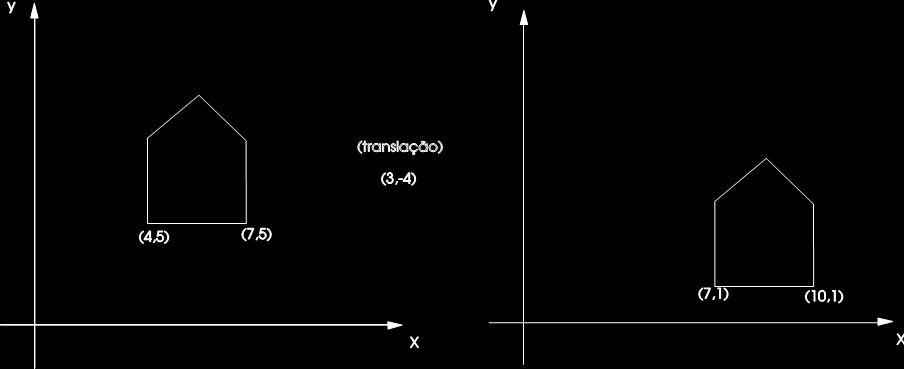 y
(4,5)
(7,5)
X
(translação)
(3,-4)
y
(7,1)
(10,1)
X